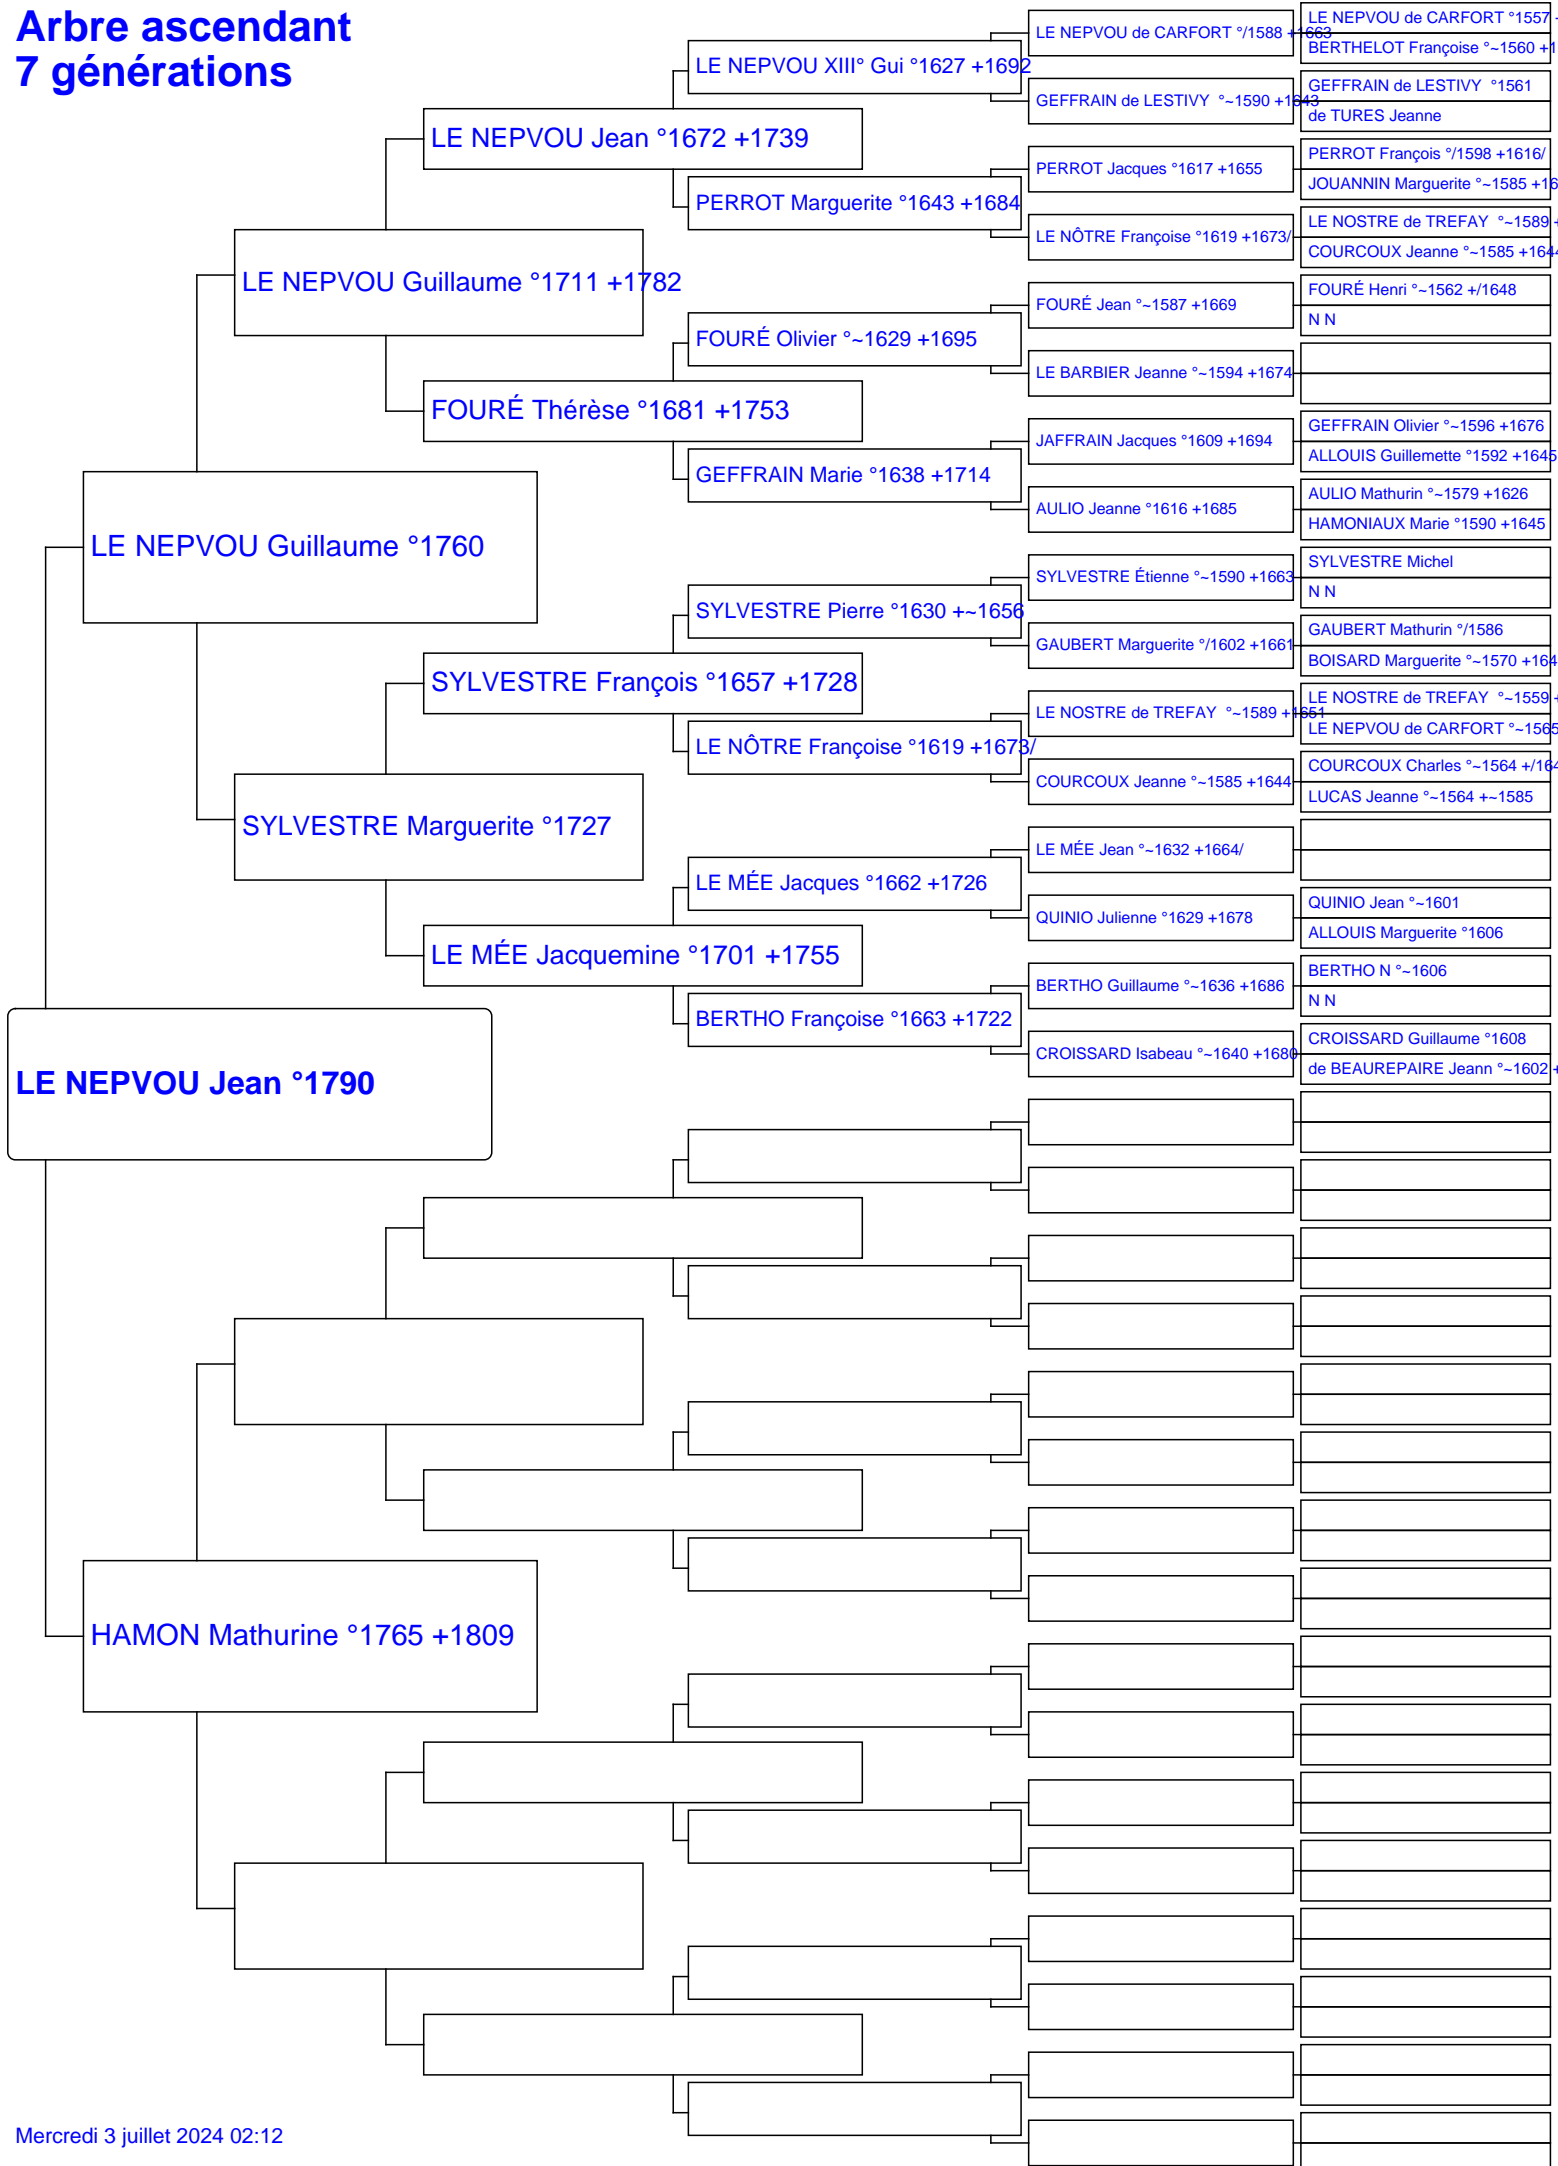 Arbre ascendant
7 générations
LE NEPVOU Jean °1790
LE NEPVOU Guillaume °1760
HAMON Mathurine °1765 +1809
LE NEPVOU Guillaume °1711 +1782
SYLVESTRE Marguerite °1727
LE NEPVOU Jean °1672 +1739
FOURÉ Thérèse °1681 +1753
SYLVESTRE François °1657 +1728
LE MÉE Jacquemine °1701 +1755
LE NEPVOU XIII° Gui °1627 +1692
PERROT Marguerite °1643 +1684
FOURÉ Olivier °~1629 +1695
GEFFRAIN Marie °1638 +1714
SYLVESTRE Pierre °1630 +~1656
LE NÔTRE Françoise °1619 +1673/
LE MÉE Jacques °1662 +1726
BERTHO Françoise °1663 +1722
LE NEPVOU de CARFORT °/1588 +1663
GEFFRAIN de LESTIVY °~1590 +1643
PERROT Jacques °1617 +1655
LE NÔTRE Françoise °1619 +1673/
FOURÉ Jean °~1587 +1669
LE BARBIER Jeanne °~1594 +1674
JAFFRAIN Jacques °1609 +1694
AULIO Jeanne °1616 +1685
SYLVESTRE Étienne °~1590 +1663
GAUBERT Marguerite °/1602 +1661
LE NOSTRE de TREFAY °~1589 +1651
COURCOUX Jeanne °~1585 +1644
LE MÉE Jean °~1632 +1664/
QUINIO Julienne °1629 +1678
BERTHO Guillaume °~1636 +1686
CROISSARD Isabeau °~1640 +1680
LE NEPVOU de CARFORT °1557 +
BERTHELOT Françoise °~1560 +1
GEFFRAIN de LESTIVY °1561
de TURES Jeanne
PERROT François °/1598 +1616/
JOUANNIN Marguerite °~1585 +16
LE NOSTRE de TREFAY °~1589 +
COURCOUX Jeanne °~1585 +1644
FOURÉ Henri °~1562 +/1648
N N
GEFFRAIN Olivier °~1596 +1676
ALLOUIS Guillemette °1592 +1645
AULIO Mathurin °~1579 +1626
HAMONIAUX Marie °1590 +1645
SYLVESTRE Michel
N N
GAUBERT Mathurin °/1586
BOISARD Marguerite °~1570 +164
LE NOSTRE de TREFAY °~1559 +
LE NEPVOU de CARFORT °~1565
COURCOUX Charles °~1564 +/164
LUCAS Jeanne °~1564 +~1585
QUINIO Jean °~1601
ALLOUIS Marguerite °1606
BERTHO N °~1606
N N
CROISSARD Guillaume °1608
de BEAUREPAIRE Jeann °~1602 +
Mercredi 3 juillet 2024 02:12